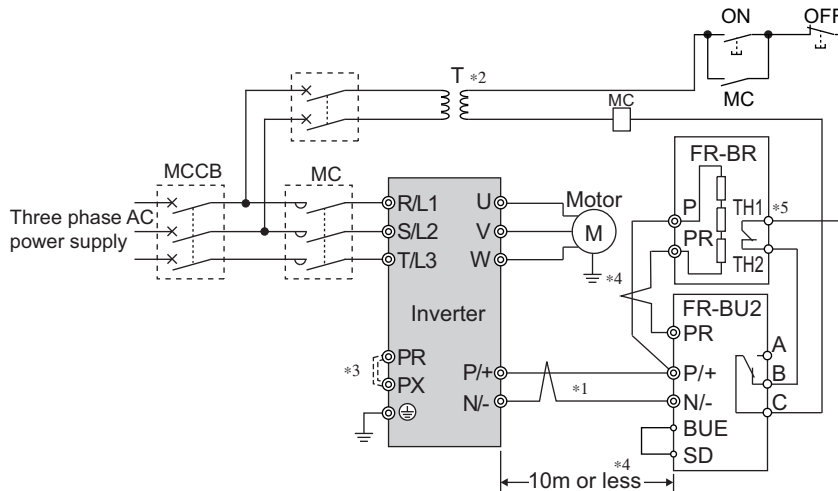 ON OFF
T *2
MC
MC
MCCB MC
Three phase AC
power supply
R/L1 U
S/L2 V
T/L3 W
Motor
M
Inverter
*3
PR
PX
P/+
N/-
*1
*4
FR-BR
P
PR
TH1 *5
TH2
FR-BU2
PR
P/+
N/-
BUE
SD
A
B
C
*4
10m or less